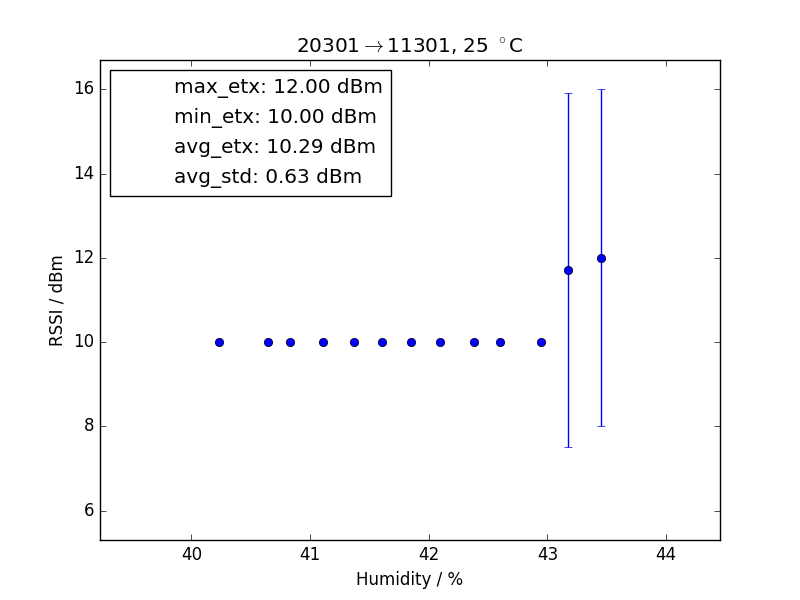 20301→11301, 25 °C
max_etx: 12.00 dBm
min_etx: 10.00 dBm
avg_etx: 10.29 dBm
avg_std: 0.63 dBm
RSSI / dBm
16
14
12
10
8
6
40 41 42 43 44
Humidity / %